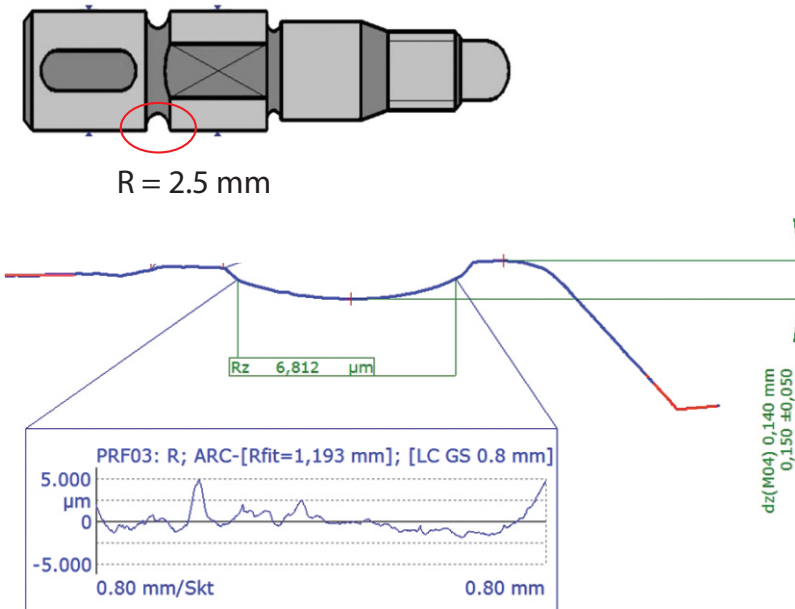 R = 2.5 mm
Rz 6,812 µm
dz(M04) 0,140 mm
0,150 ±0,050
PRF03: R; ARC-[Rfit=1,193 mm]; [LC GS 0.8 mm]
5.000
µm
0
-5.000
0.80 mm/Skt 0.80 mm